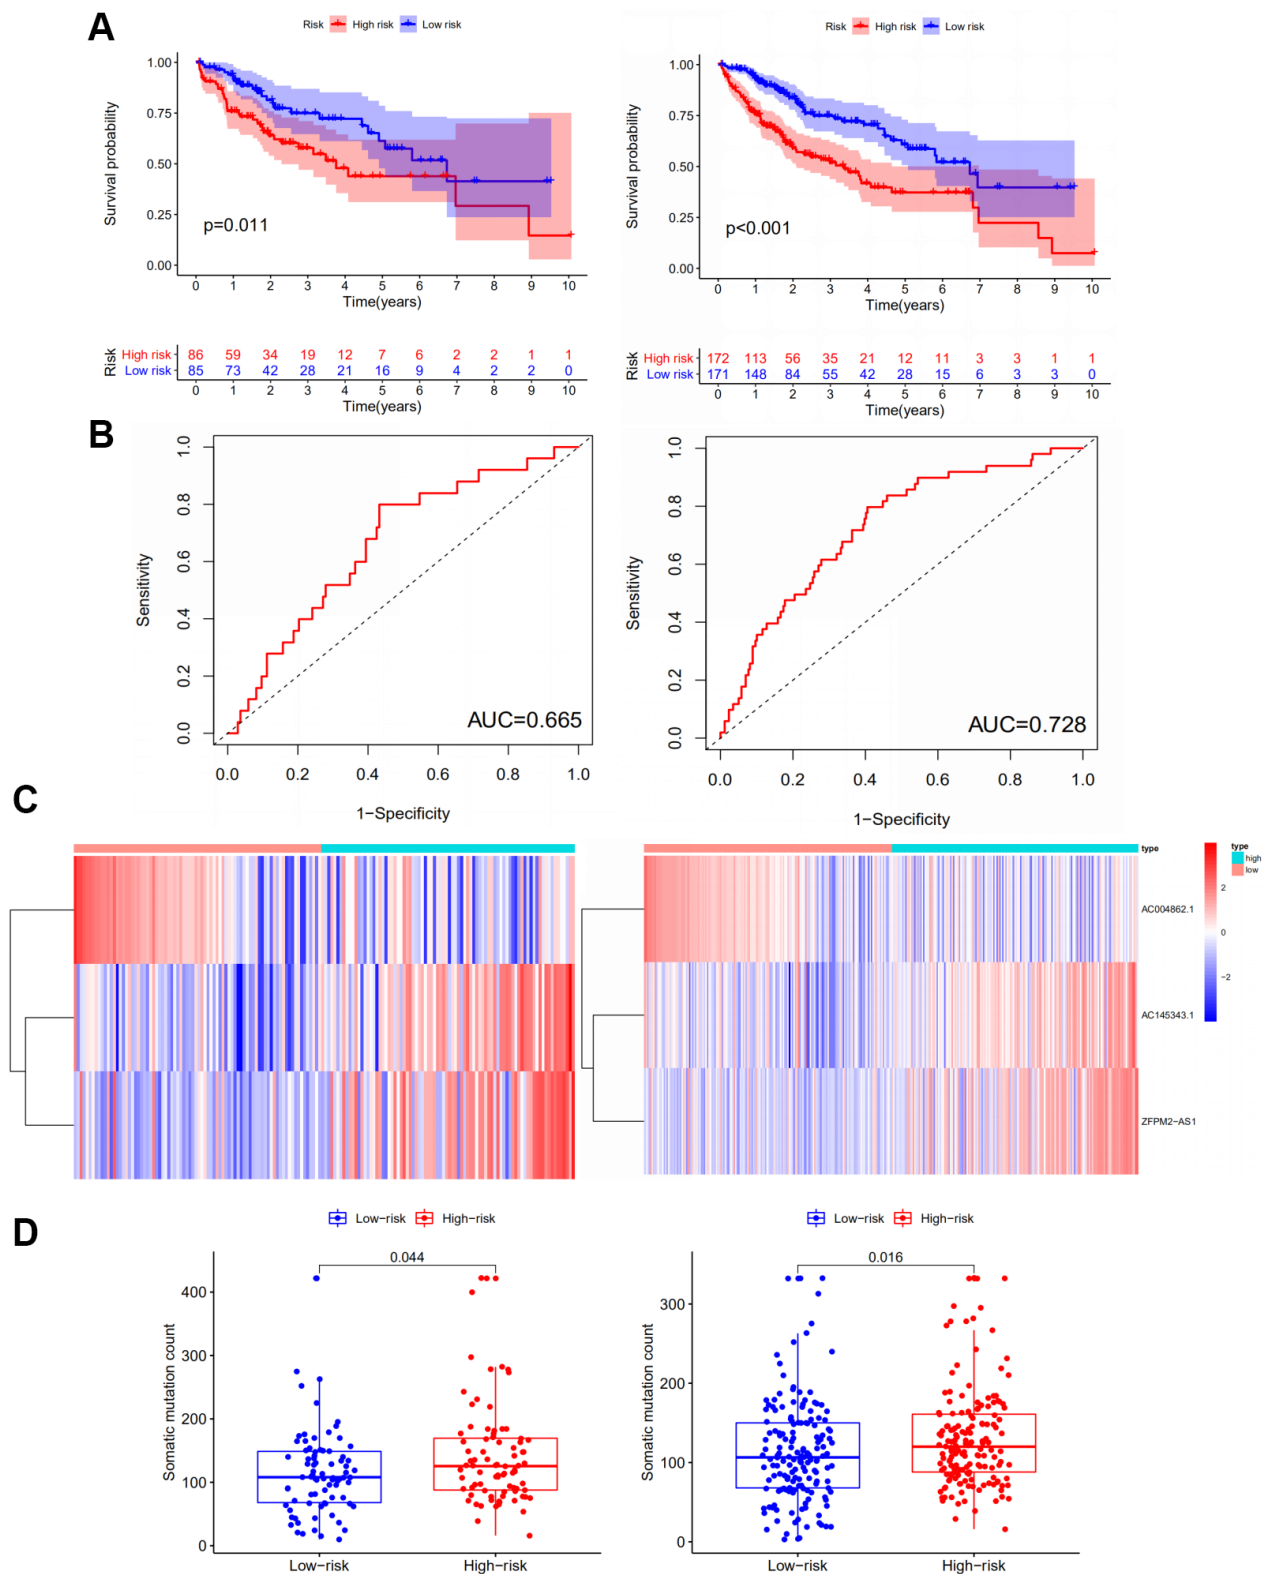 A
Risk High risk Low risk
Survival probability
1.00
0.75
0.50
0.25
0.00
p=0.011
0 1 2 3 4 5 6 7 8 9 10
Time(years)
Risk
High risk 86 59 34 19 12 7 6 2 2 1 1
Low risk 85 73 42 28 21 16 9 4 2 2 0
0 1 2 3 4 5 6 7 8 9 10
Time(years)
Risk High risk Low risk
Survival probability
1.00
0.75
0.50
0.25
0.00
p<0.001
0 1 2 3 4 5 6 7 8 9 10
Time(years)
Risk
High risk 172 113 56 35 21 12 11 3 3 1 1
Low risk 171 148 84 55 42 28 15 6 3 3 0
0 1 2 3 4 5 6 7 8 9 10
Time(years)
B
Sensitivity
1.0
0.8
0.6
0.4
0.2
0.0
AUC=0.665
0.0 0.2 0.4 0.6 0.8 1.0
1−Specificity
Sensitivity
1.0
0.8
0.6
0.4
0.2
0.0
AUC=0.728
0.0 0.2 0.4 0.6 0.8 1.0
1−Specificity
C
type
AC004862.1
AC145343.1
ZFPM2−AS1
2
0
−2
type
high
low
D
Low−risk High−risk
Somatic mutation count
400
300
200
100
0
0.044
Low−risk High−risk
Low−risk High−risk
Somatic mutation count
300
200
100
0
0.016
Low−risk High−risk